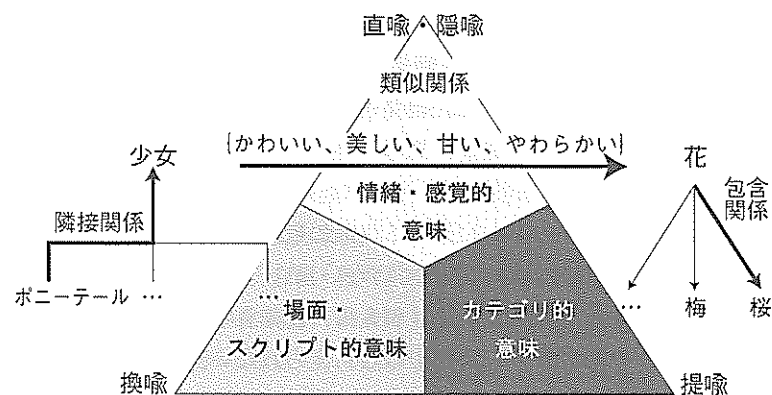 直喩・隠喩
類似関係
{かわいい、美しい、甘い、やわらかい}
少女
花
情緒・感覚的
意味
隣接関係
包含
関係
ポニーテール
…
…
場面・
スクリプト的意味
カテゴリ的
意味
…
梅
桜
換喩
提喩